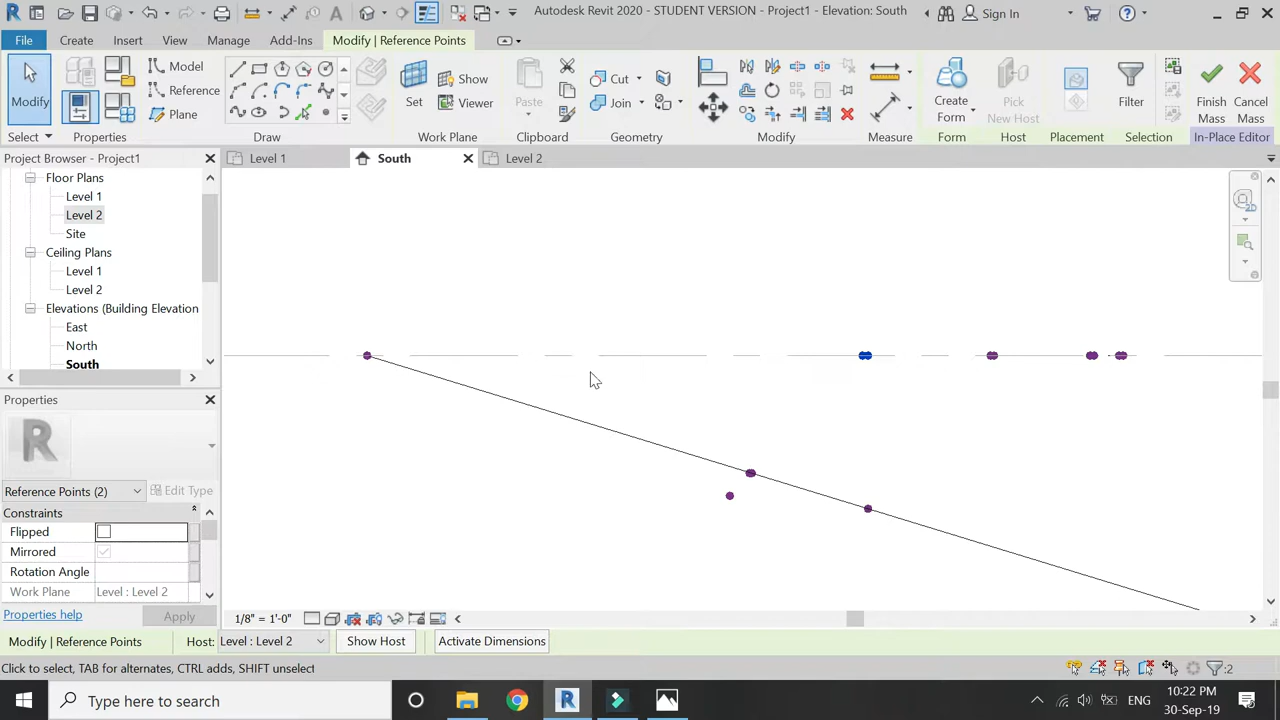 Autodesk Revit 2020 - STUDENT VERSION - Project1 - Elevation: South
Sign In
File
Create
Insert
View
Manage
Add-Ins
Modify | Reference Points
Modify
Model
Reference
Plane
Set
Show
Viewer
Paste
Cut
Join
Create Form
Pick New Host
Filter
Finish Mass
Cancel Mass
Select
Properties
Draw
Work Plane
Clipboard
Geometry
Modify
Measure
Form
Host
Placement
Selection
In-Place Editor
Project Browser - Project1
Level 1
South
Level 2
Floor Plans
Level 1
Level 2
Site
Ceiling Plans
Level 1
Level 2
Elevations (Building Elevation
East
North
South
Properties
R
Reference Points (2)
Edit Type
Constraints
Flipped
Mirrored
Rotation Angle
Work Plane
Level : Level 2
Properties help
Apply
1/8" = 1'-0"
Modify | Reference Points
Host:
Level : Level 2
Show Host
Activate Dimensions
Click to select, TAB for alternates, CTRL adds, SHIFT unselect
:2
Type here to search
ENG
10:22 PM
30-Sep-19